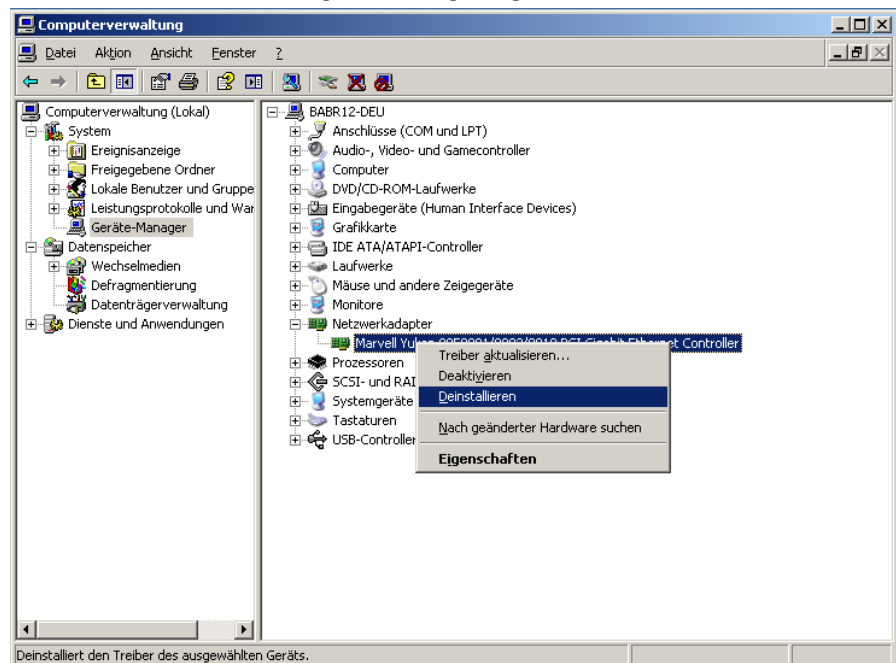 Computerverwaltung
Datei Aktion Ansicht Fenster ?
Computerverwaltung (Lokal)
System
Ereignisanzeige
Freigegebene Ordner
Lokale Benutzer und Gruppe
Leistungsprotokolle und War
Geräte-Manager
Datenspeicher
Wechselmedien
Defragmentierung
Datenträgerverwaltung
Dienste und Anwendungen
BABR12-DEU
Anschlüsse (COM und LPT)
Audio-, Video- und Gamecontroller
Computer
DVD/CD-ROM-Laufwerke
Eingabegeräte (Human Interface Devices)
Grafikkarte
IDE ATA/ATAPI-Controller
Laufwerke
Mäuse und andere Zeigegeräte
Monitore
Netzwerkadapter
Marvell Yukon 88E8001/8003/8010 PCI Gigabit Ethernet Controller
Prozessoren
SCSI- und RAI
Systemgeräte
Tastaturen
USB-Controller
Treiber aktualisieren...
Deaktivieren
Deinstallieren
Nach geänderter Hardware suchen
Eigenschaften
Deinstalliert den Treiber des ausgewählten Geräts.